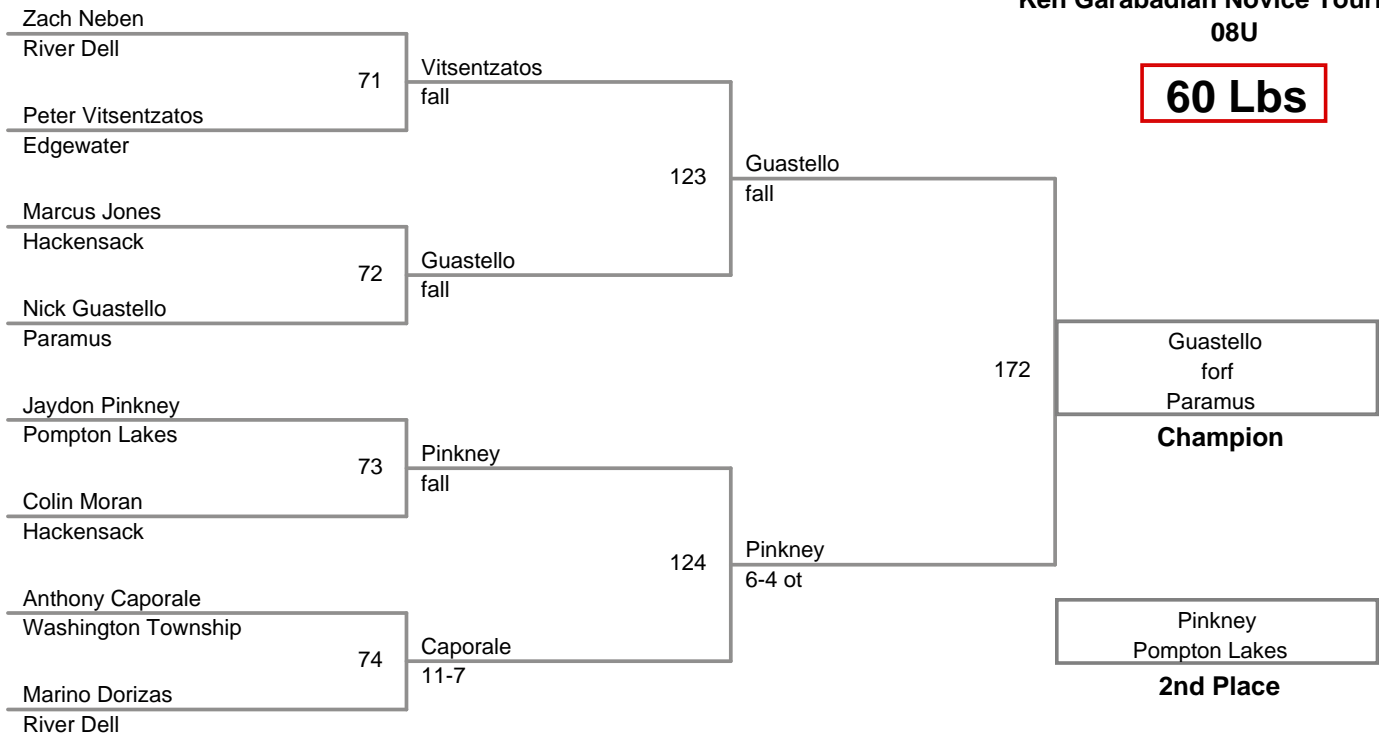 Ken Garabadian Novice
08U
60 Lbs
Zach Neben
River Dell
71
Vitsentzatos
fall
Peter Vitsentzatos
Edgewater
123
Guastello
fall
Marcus Jones
Hackensack
72
Guastello
fall
Nick Guastello
Paramus
172
Guastello
forf
Paramus
Champion
Jaydon Pinkney
Pompton Lakes
73
Pinkney
fall
Colin Moran
Hackensack
124
Pinkney
6-4 ot
Anthony Caporale
Washington Township
74
Caporale
11-7
Marino Dorizas
River Dell
Pinkney
Pompton Lakes
2nd Place